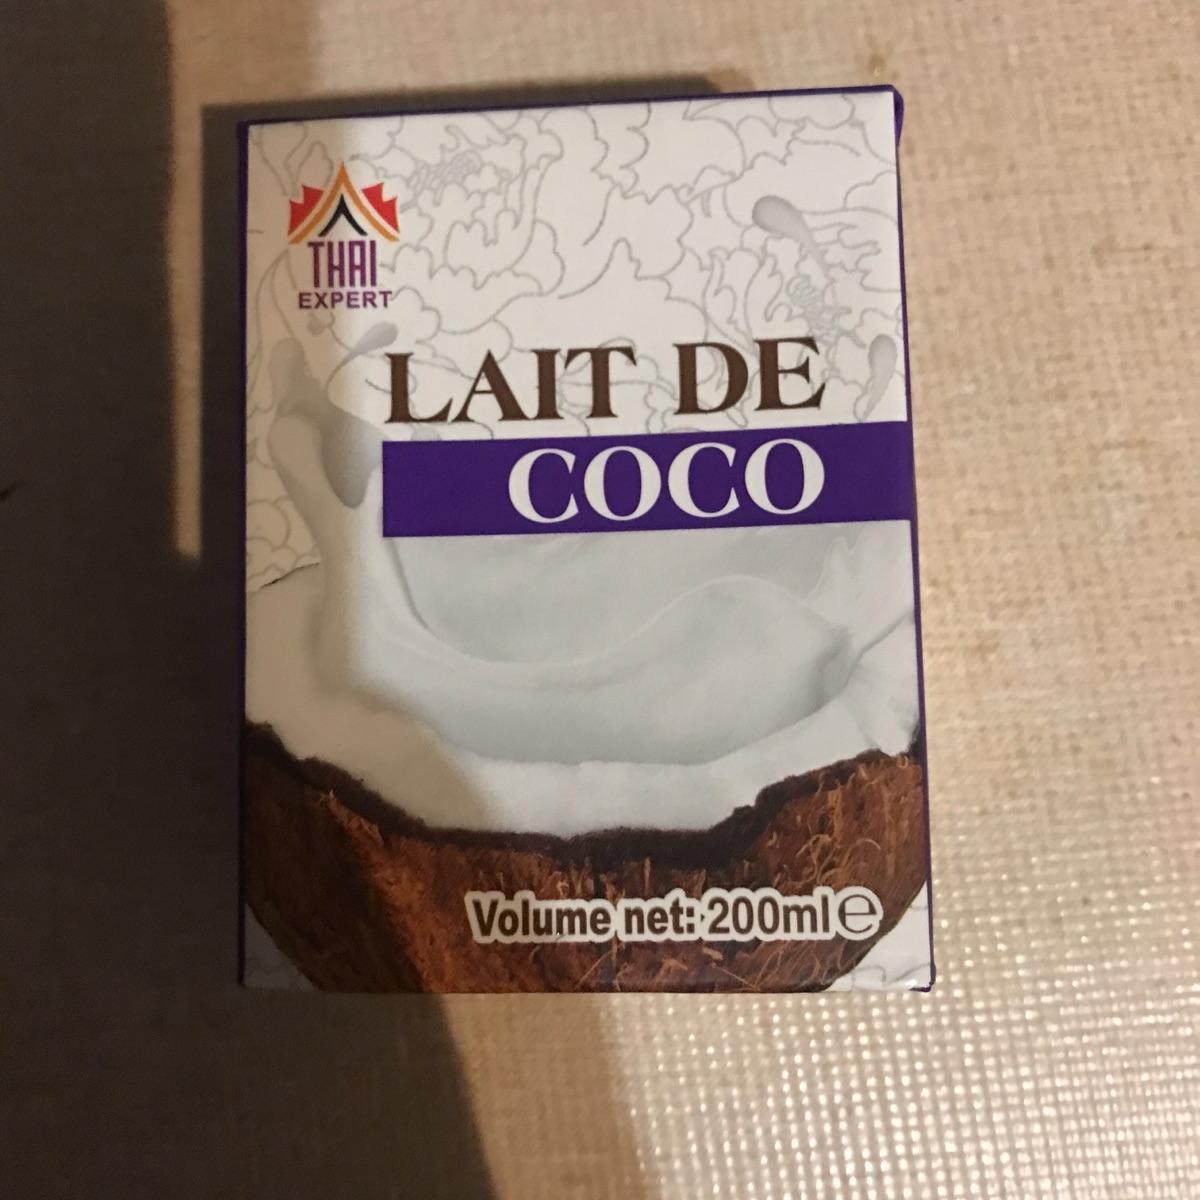 THAI
EXPERT
LAIT DE
COCO
Volume net: 200ml ℮